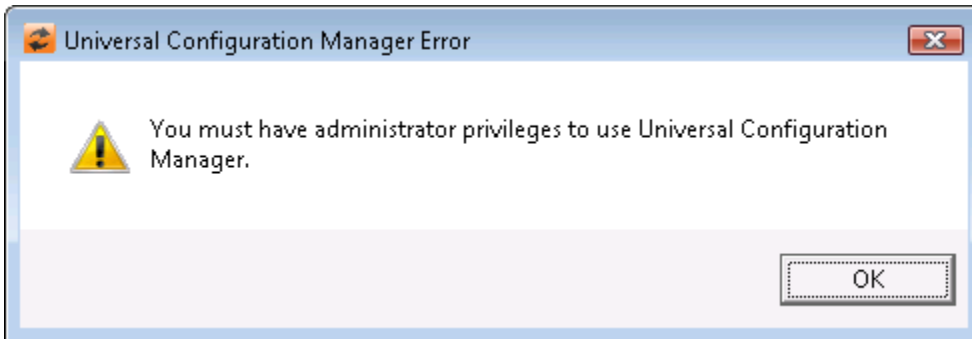 Universal Configuration Manager Error
You must have administrator privileges to use Universal Configuration
Manager.
OK